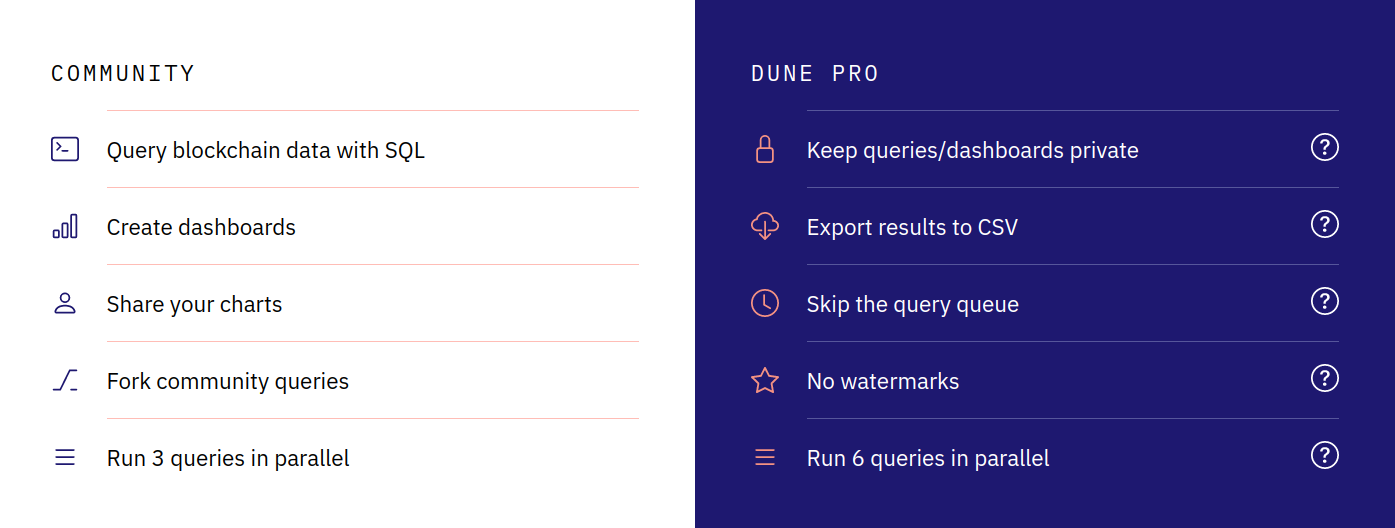 COMMUNITY
Query blockchain data with SQL
Create dashboards
Share your charts
Fork community queries
Run 3 queries in parallel
DUNE PRO
Keep queries/dashboards private ?
Export results to CSV ?
Skip the query queue ?
No watermarks ?
Run 6 queries in parallel ?